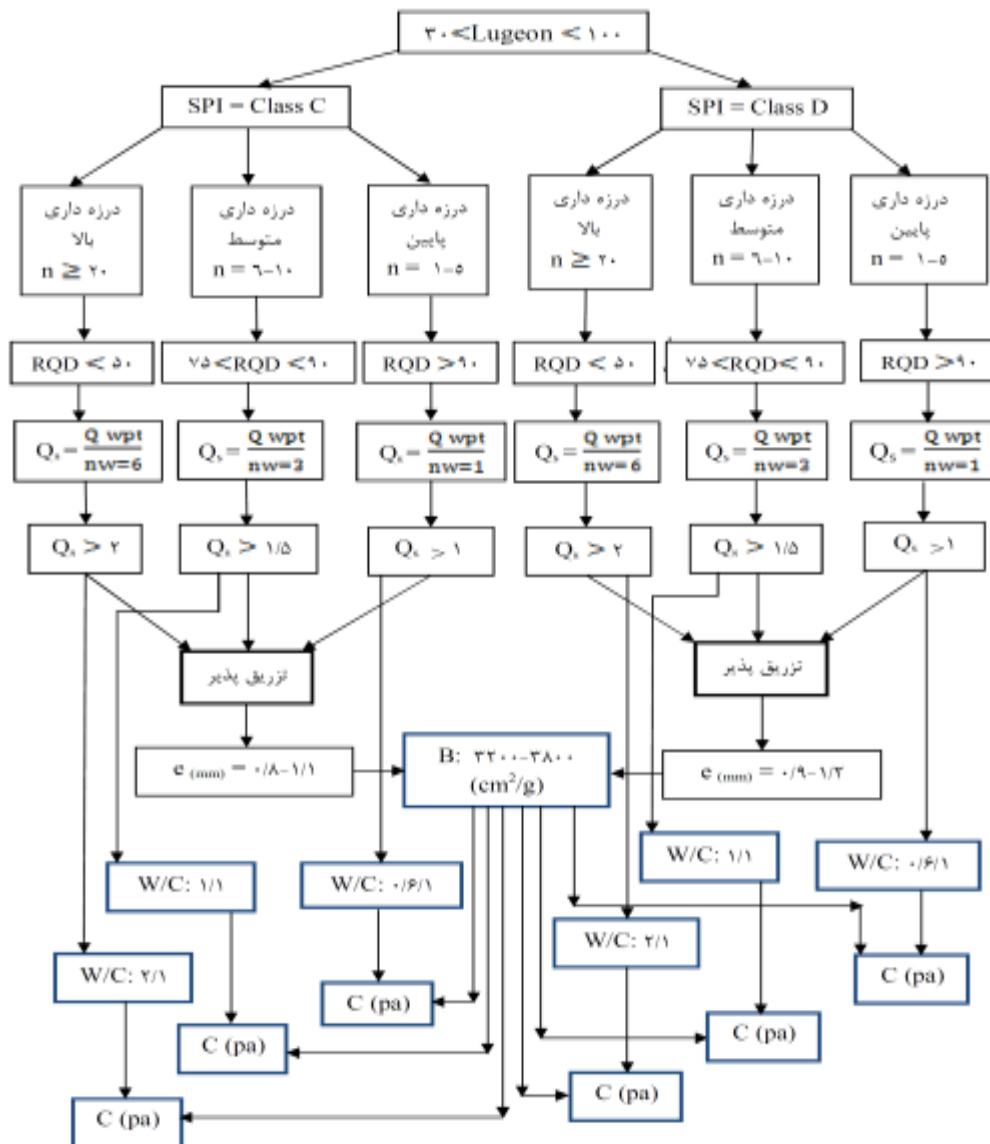 ۳۰<Lugeon <۱۰۰
SPI = Class C
SPI = Class D
درزه داری
بالا
n ≧ ۲۰
درزه داری
متوسط
n = ۶-۱۰
درزه داری
پایین
n = ۱-۵
درزه داری
بالا
n ≧ ۲۰
درزه داری
متوسط
n = ۶-۱۰
درزه داری
پایین
n = ۱-۵
RQD < ۵۰
۷۵<RQD <۹۰
RQD >۹۰
RQD < ۵۰
۷۵<RQD< ۹۰
RQD >۹۰
Qs = Q wpt / nw=6
Qs = Q wpt / nw=3
Qs = Q wpt / nw=1
Qs = Q wpt / nw=6
Qs = Q wpt / nw=3
Qs = Q wpt / nw=1
Qs > ۲
Qs > ۱/۵
Qs > ۱
Qs > ۲
Qs > ۱/۵
Qs >۱
تزریق پذیر
تزریق پذیر
e (mm) = ۰/۸-۱/۱
B: ۳۲۰۰-۳۸۰۰
(cm²/g)
e (mm) = ۰/۹-۱/۳
W/C: ۱/۱
W/C: ۰/۶/۱
W/C: ۱/۱
W/C: ۰/۶/۱
W/C: ۲/۱
W/C: ۲/۱
C (pa)
C (pa)
C (pa)
C (pa)
C (pa)
C (pa)